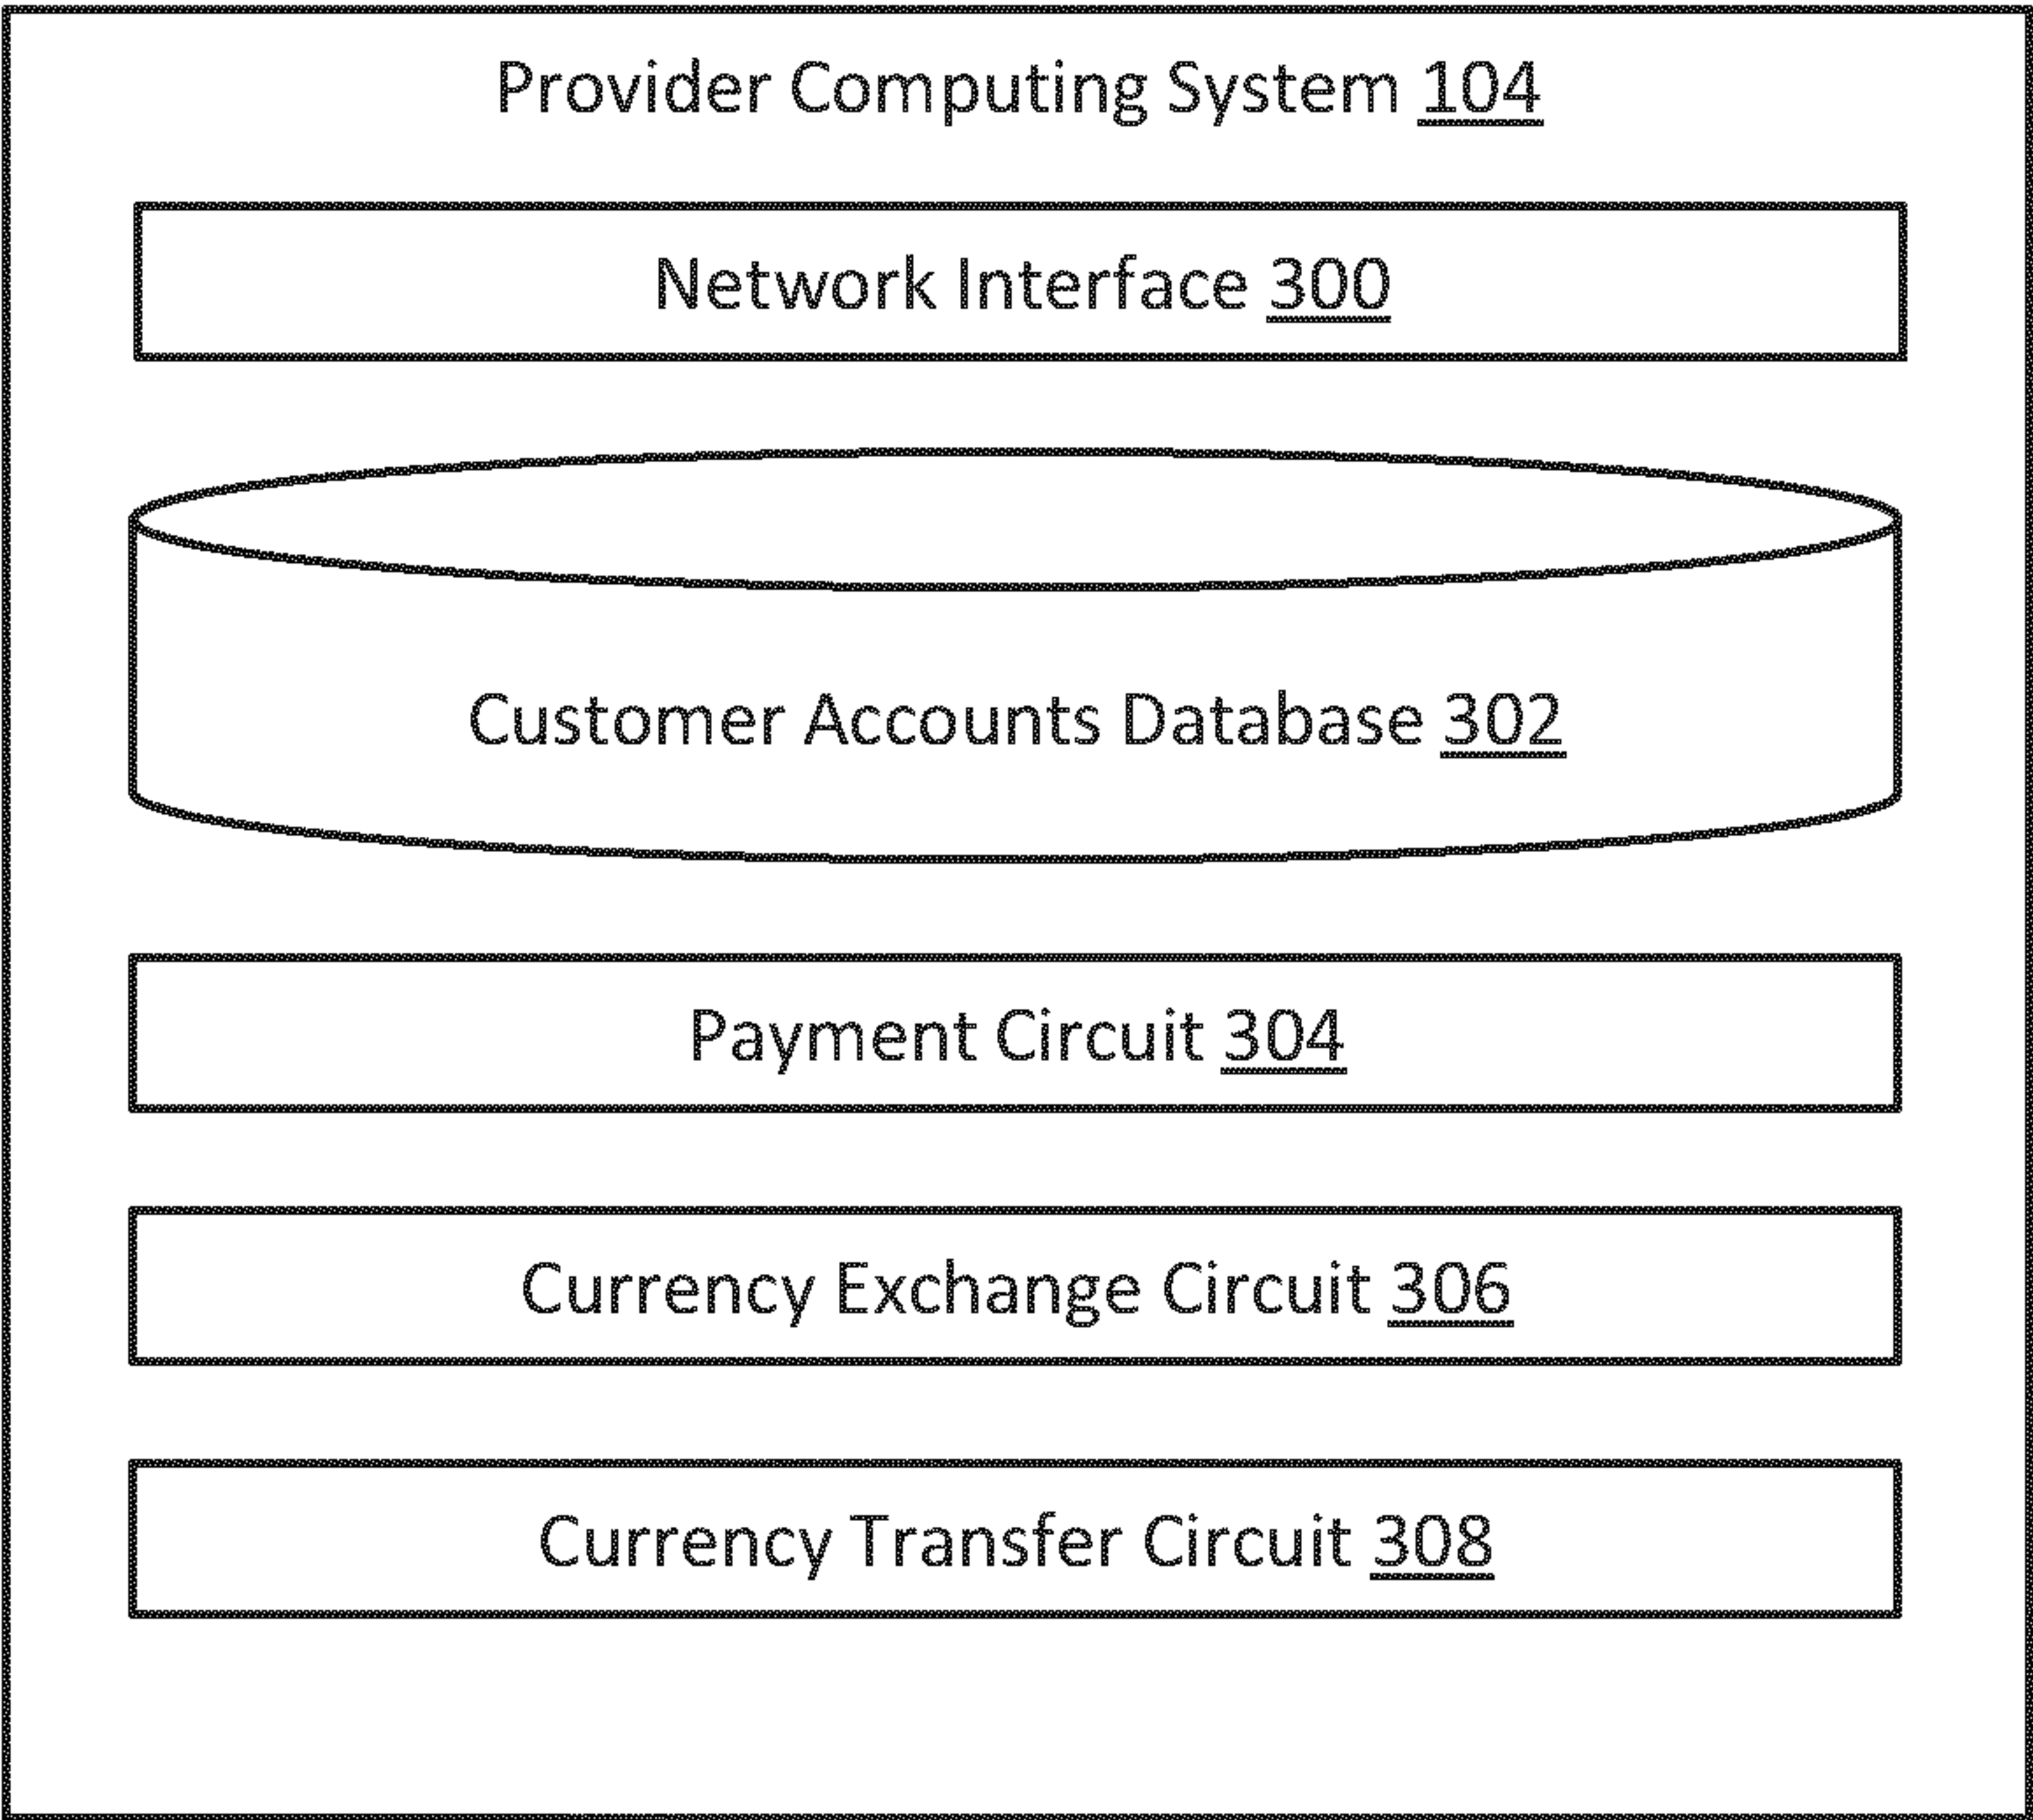 Provider Computing System 104
Network Interface 300
Customer Accounts Database 302
Payment Circuit 304
Currency Exchange Circuit 306
Currency Transfer Circuit 308